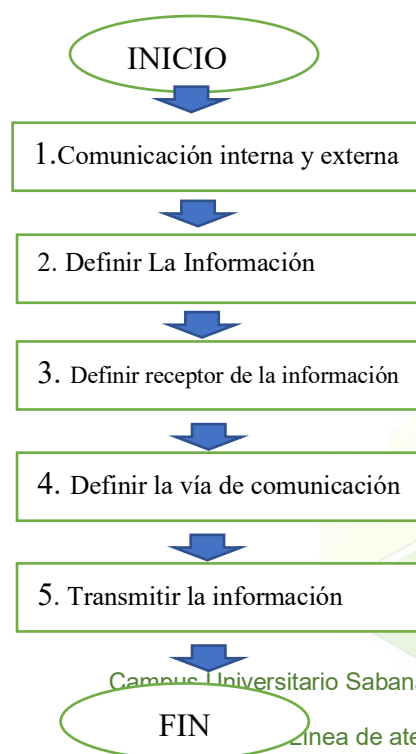 INICIO
1.Comunicación interna y externa
2. Definir La Información
3. Definir receptor de la información
4. Definir la vía de comunicación
5. Transmitir la información
Campus Universitario
FIN
de